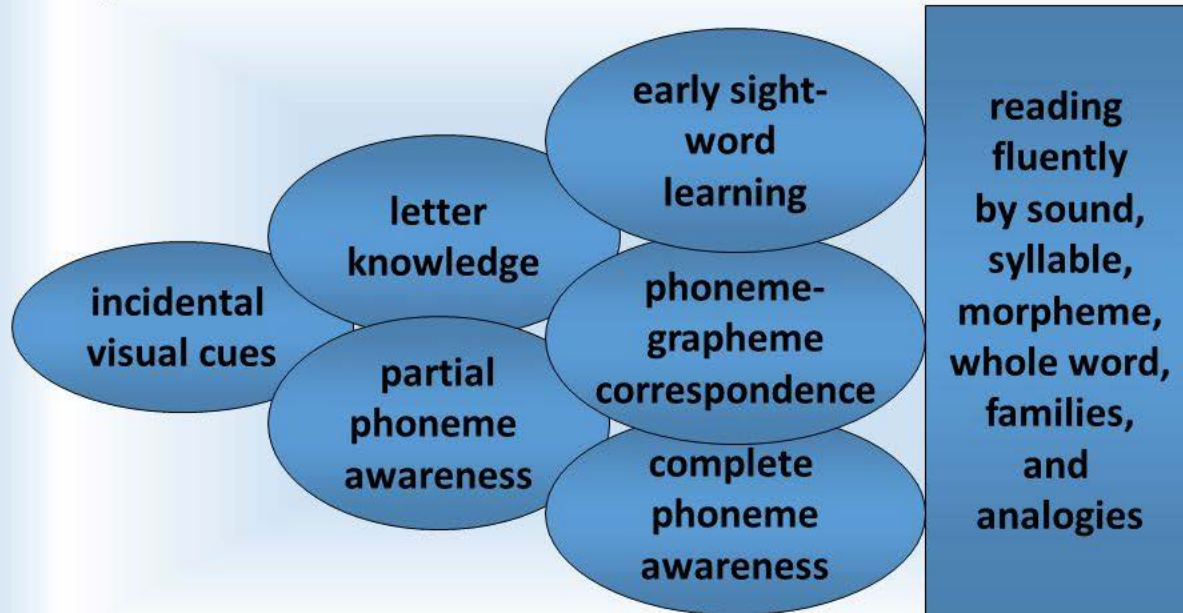 incidental
visual cues
letter
knowledge
partial
phoneme
awareness
early sight-
word
learning
phoneme-
grapheme
correspondence
complete
phoneme
awareness
reading
fluently
by sound,
syllable,
morpheme,
whole word,
families,
and
analogies